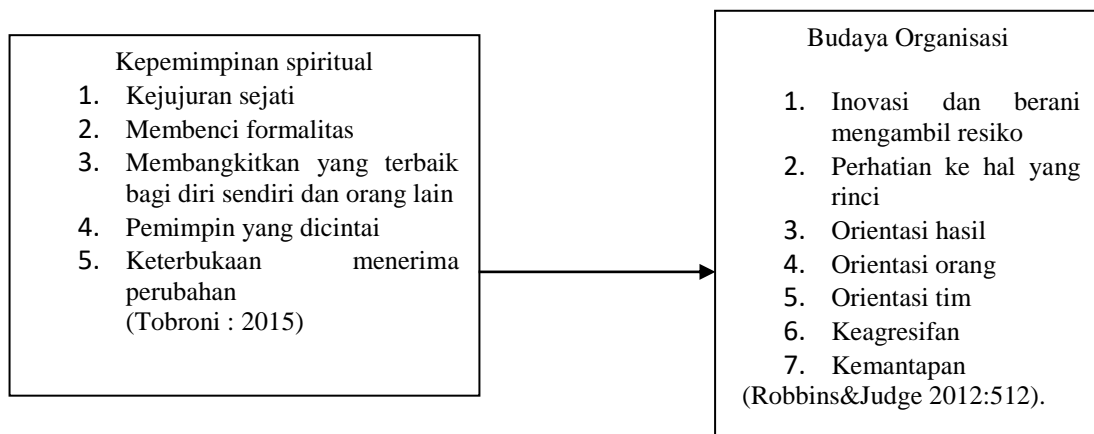 Kepemimpinan spiritual
1. Kejujuran sejati
2. Membenci formalitas
3. Membangkitkan yang terbaik
bagi diri sendiri dan orang lain
4. Pemimpin yang dicintai
5. Keterbukaan menerima
perubahan
(Tobroni : 2015)
Budaya Organisasi
1. Inovasi dan berani
mengambil resiko
2. Perhatian ke hal yang
rinci
3. Orientasi hasil
4. Orientasi orang
5. Orientasi tim
6. Keagresifan
7. Kemantapan
(Robbins&Judge 2012:512).